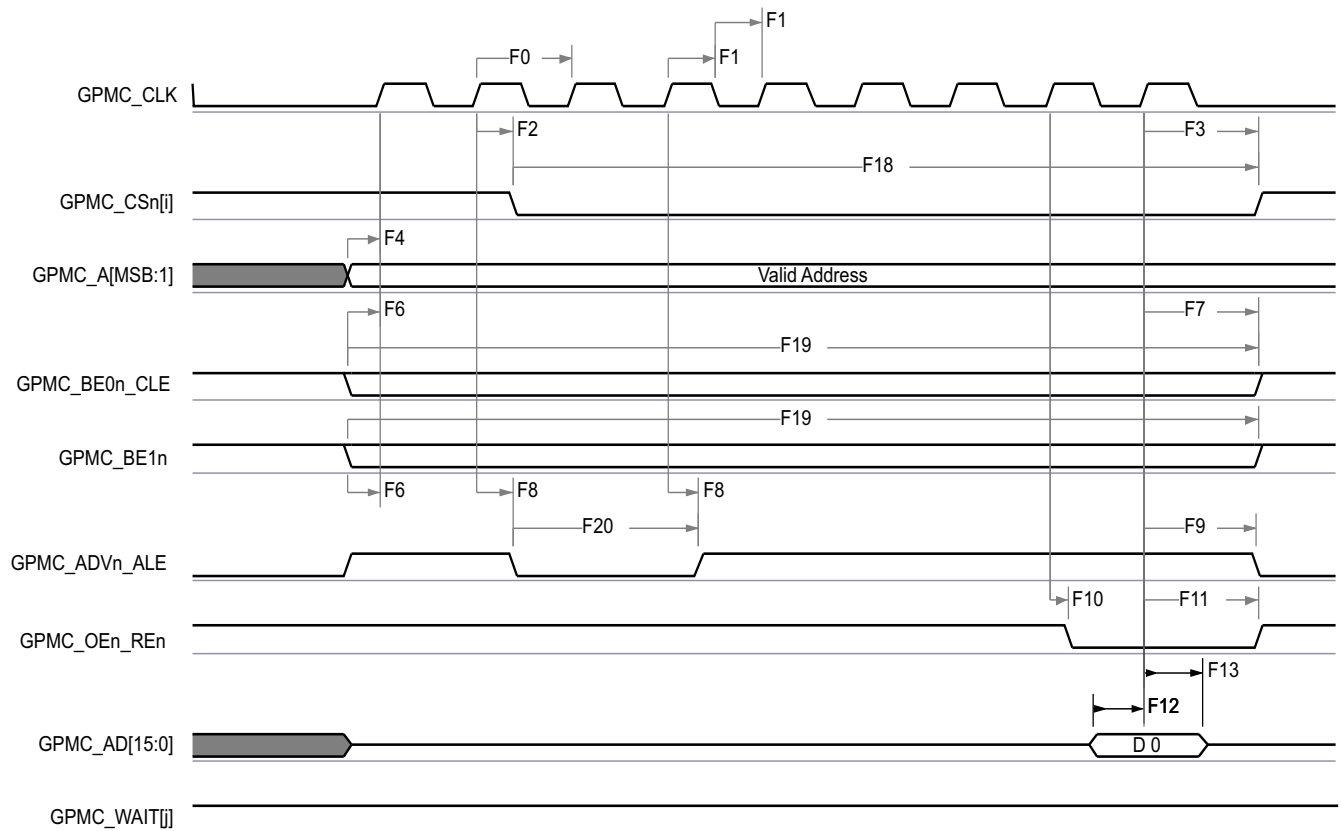 F1
F0
F1
GPMC_CLK
F2
F3
F18
GPMC_CSn[i]
F4
GPMC_A[MSB:1]
Valid Address
F6
F7
F19
GPMC_BE0n_CLE
F19
GPMC_BE1n
F6
F8
F8
F20
F9
GPMC_ADVn_ALE
F10
F11
GPMC_OEn_REn
F13
F12
GPMC_AD[15:0]
D 0
GPMC_WAIT[j]